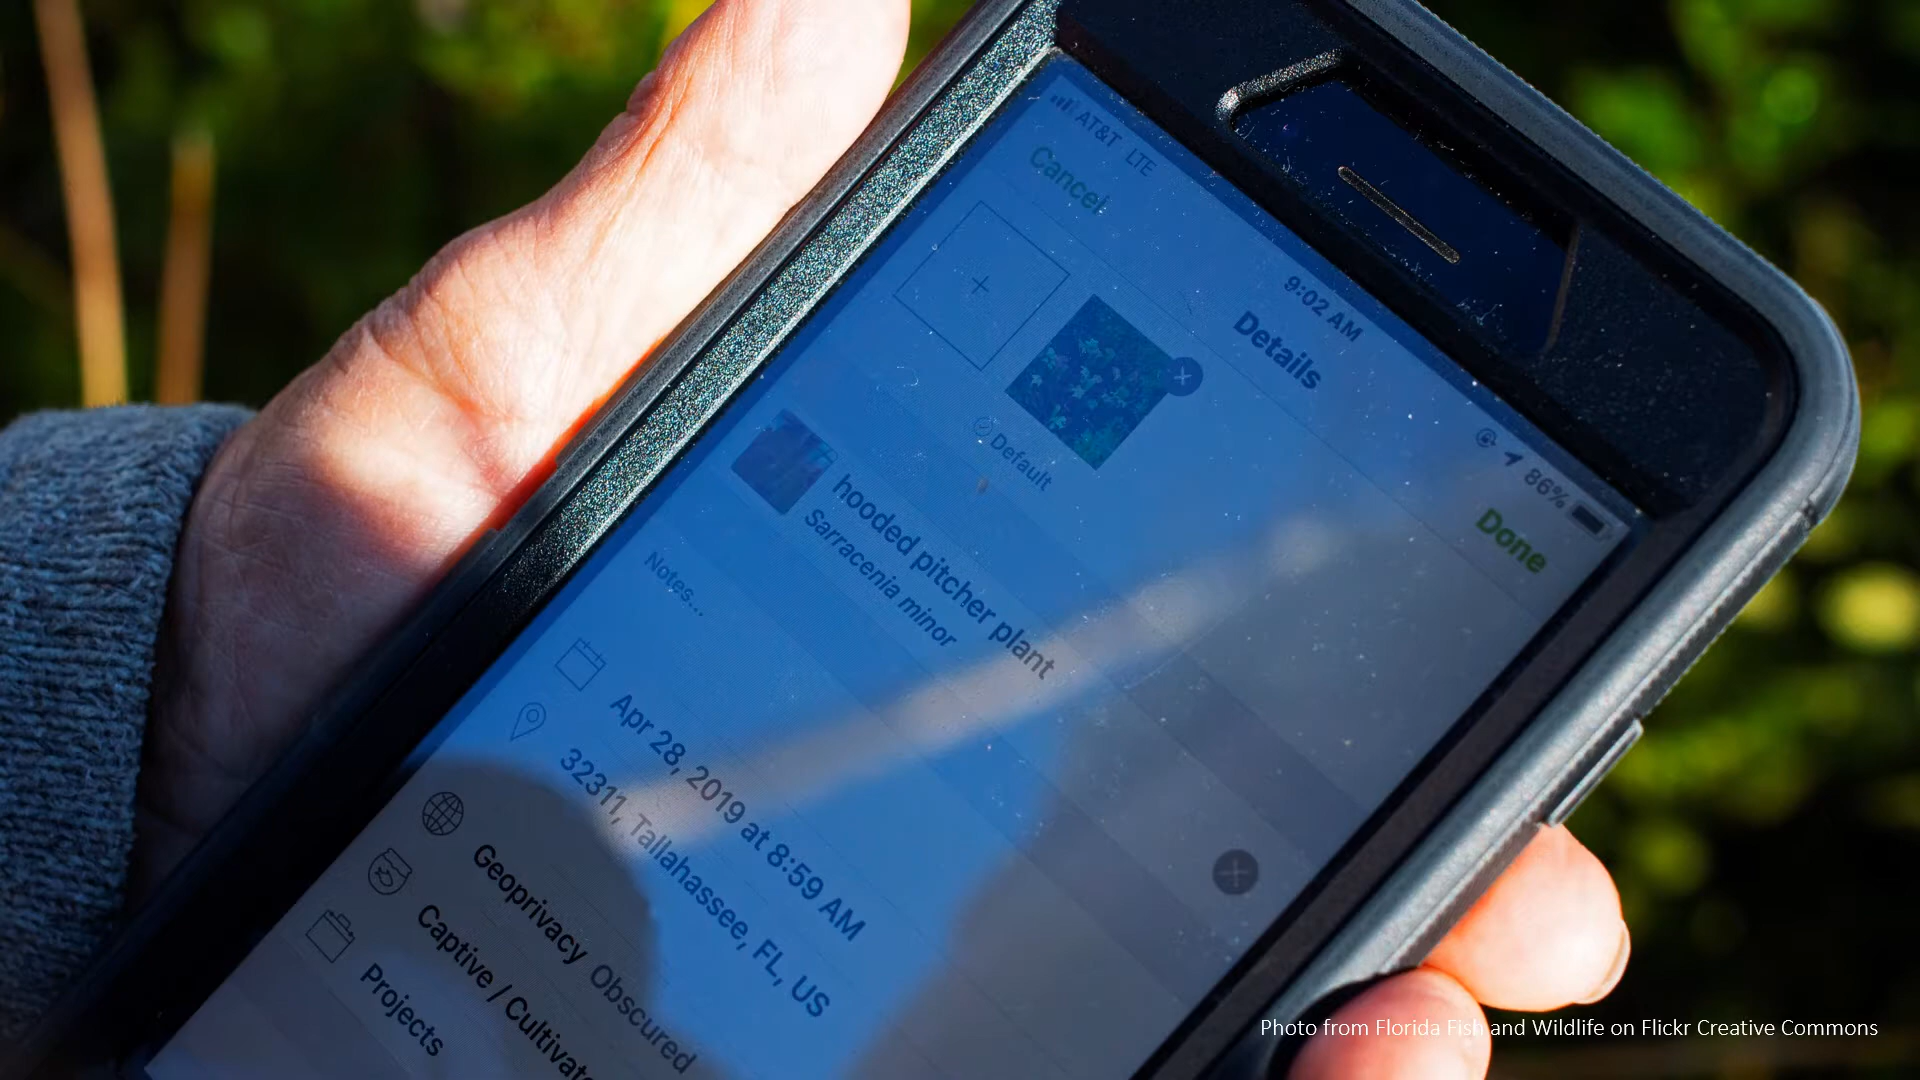 AT&T LTE
9:02 AM
86%
Cancel
Details
Done
Default
hooded pitcher plant
Sarracenia minor
Notes...
Apr 28, 2019 at 8:59 AM
32311, Tallahassee, FL, US
Geoprivacy Obscured
Captive / Cultivate
Projects
Photo from Florida Fish and Wildlife on Flickr Creative Commons